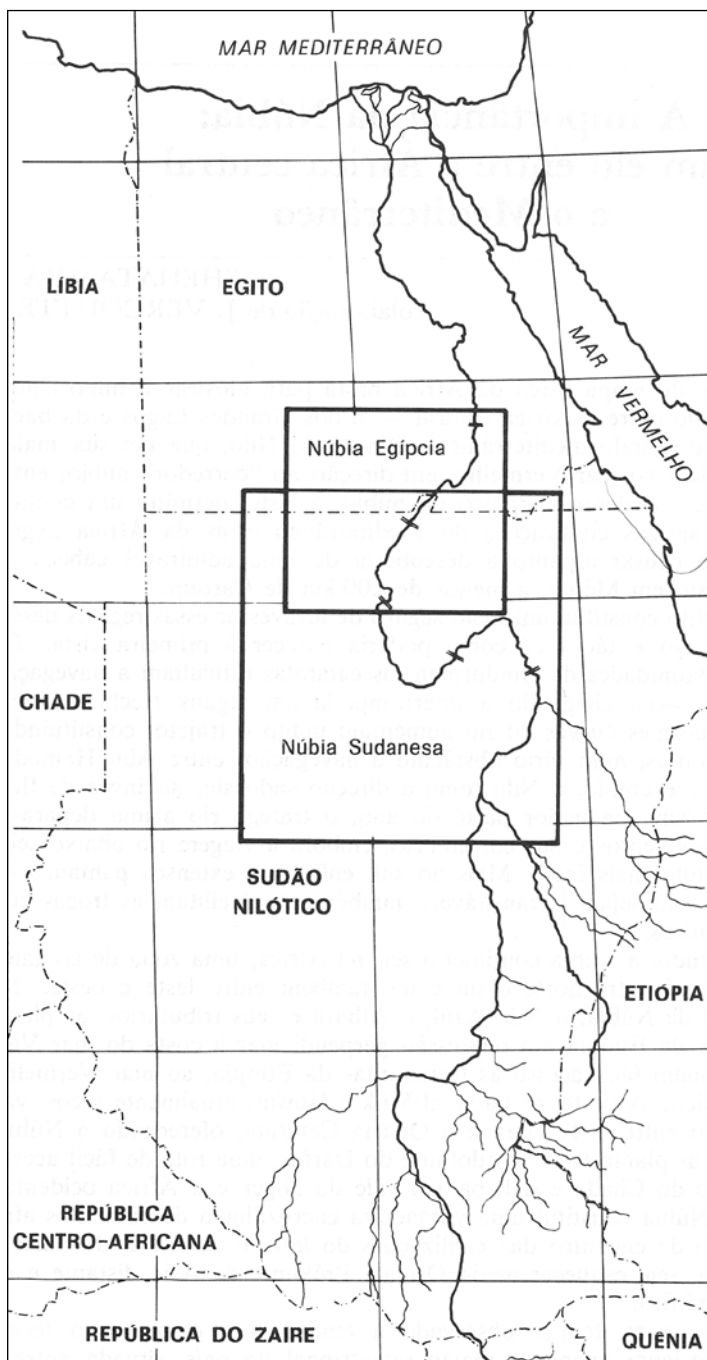 MAR MEDITERRÂNEO
LÍBIA
EGITO
MAR
VERMELHO
Núbia Egípcia
CHADE
Núbia Sudanesa
SUDÃO
NILÓTICO
ETIÓPIA
REPÚBLICA
CENTRO-AFRICANA
REPÚBLICA DO ZAIRE
QUÊNIA